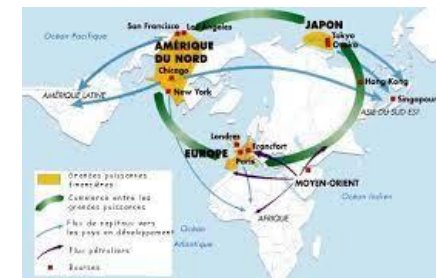 San Francisco
Los Angeles
JAPON
Océan Pacifique
Tokyo
Osaka
AMÉRIQUE
DU NORD
Chicago
Hong Kong
AMÉRIQUE LATINE
New York
Singapour
ASIE DU SUD EST
Londres
Francfort
EUROPE
Paris
MOYEN-ORIENT
Grandes puissances
financières
Commerce entre les
grandes puissances
Océan Indien
Flux de capitaux vers
les pays en développement
Océan
Atlantique
AFRIQUE
Flux pétroliers
Bourses